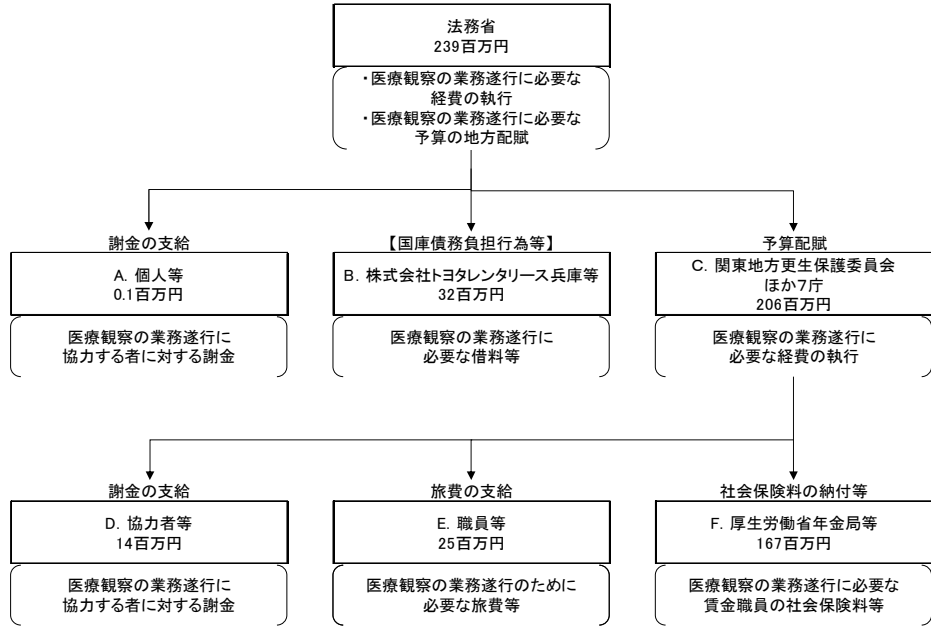 法務省
239百万円
・医療観察の業務遂行に必要な
経費の執行
・医療観察の業務遂行に必要な
予算の地方配賦
謝金の支給
A. 個人等
0.1百万円
医療観察の業務遂行に
協力する者に対する謝金
【国庫債務負担行為等】
B. 株式会社トヨタレンタリース兵庫等
32百万円
医療観察の業務遂行に
必要な借料等
予算配賦
C. 関東地方更生保護委員会
ほか7庁
206百万円
医療観察の業務遂行に
必要な経費の執行
謝金の支給
D. 協力者等
14百万円
医療観察の業務遂行に
協力する者に対する謝金
旅費の支給
E. 職員等
25百万円
医療観察の業務遂行のために
必要な旅費等
社会保険料の納付等
F. 厚生労働省年金局等
167百万円
医療観察の業務遂行に必要な
賃金職員の社会保険料等